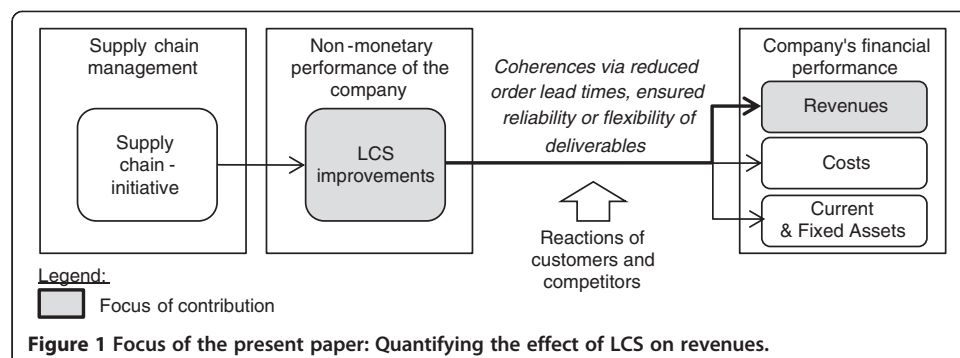 Supply chain
management
Supply
chain -
initiative
Non -monetary
performance of the
company
LCS
improvements
Coherences via reduced
order lead times, ensured
reliability or flexibility of
deliverables
Reactions of
customers and
competitors
Company's financial
performance
Revenues
Costs
Current
& Fixed Assets
Legend:
Focus of contribution
Figure 1 Focus of the present paper: Quantifying the effect of LCS on revenues.